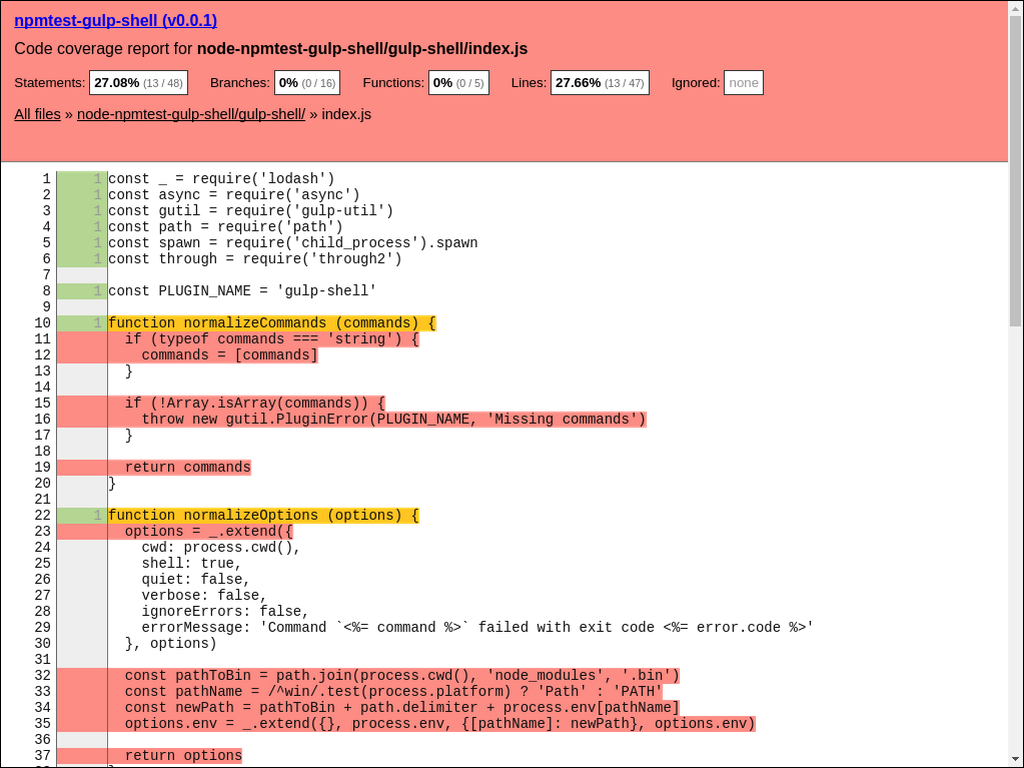 npmtest-gulp-shell (v0.0.1)
Code coverage report for node-npmtest-gulp-shell/gulp-shell/index.js
Statements: 27.08% (13 / 48) Branches: 0% (0 / 16) Functions: 0% (0 / 5) Lines: 27.66% (13 / 47) Ignored: none
All files » node-npmtest-gulp-shell/gulp-shell/ » index.js
1 1 const _ = require('lodash')
2 1 const async = require('async')
3 1 const gutil = require('gulp-util')
4 1 const path = require('path')
5 1 const spawn = require('child_process').spawn
6 1 const through = require('through2')
7
8 1 const PLUGIN_NAME = 'gulp-shell'
9
10 1 function normalizeCommands (commands) {
11   if (typeof commands === 'string') {
12     commands = [commands]
13   }
14
15   if (!Array.isArray(commands)) {
16     throw new gutil.PluginError(PLUGIN_NAME, 'Missing commands')
17   }
18
19   return commands
20 }
21
22 1 function normalizeOptions (options) {
23   options = _.extend({
24     cwd: process.cwd(),
25     shell: true,
26     quiet: false,
27     verbose: false,
28     ignoreErrors: false,
29     errorMessage: 'Command `<%= command %>` failed with exit code <%= error.code %>'
30   }, options)
31
32   const pathToBin = path.join(process.cwd(), 'node_modules', '.bin')
33   const pathName = /^win/.test(process.platform) ? 'Path' : 'PATH'
34   const newPath = pathToBin + path.delimiter + process.env[pathName]
35   options.env = _.extend({}, process.env, {[pathName]: newPath}, options.env)
36
37   return options